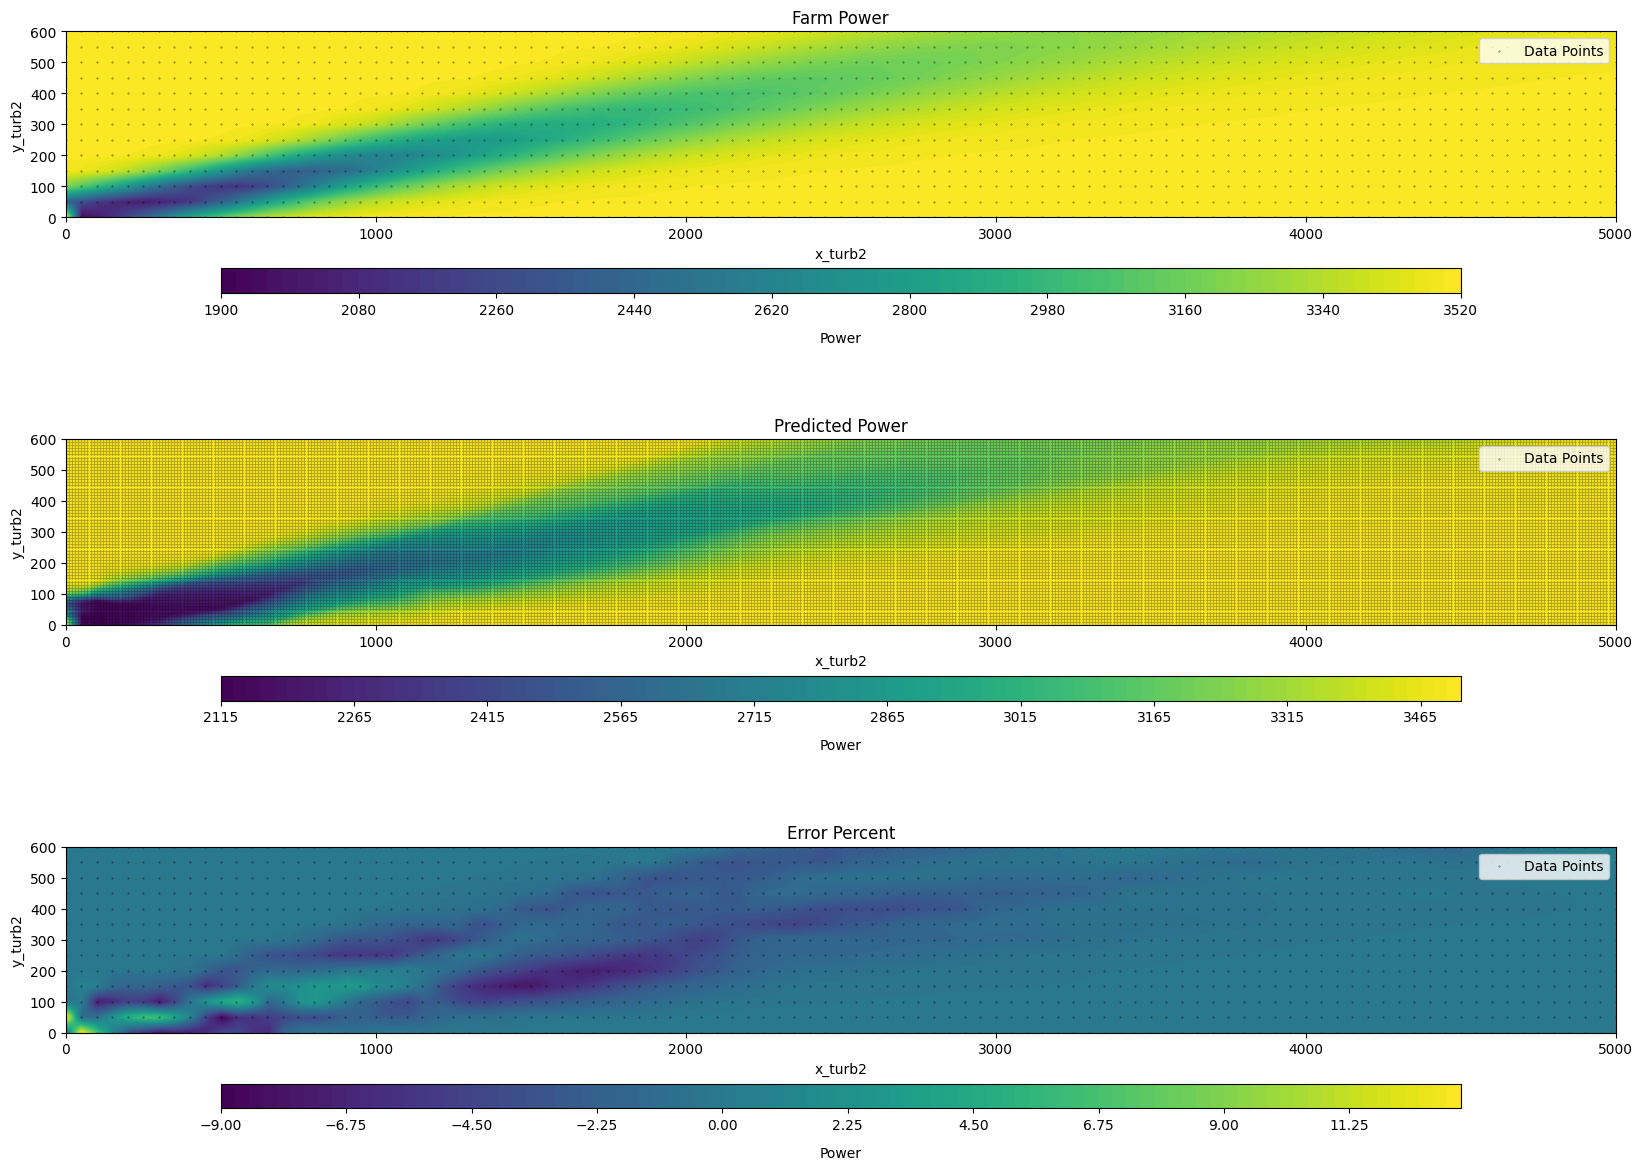 Farm Power
600
500
400
300
200
100
0
y_turb2
Data Points
0 1000 2000 3000 4000 5000
x_turb2
1900 2080 2260 2440 2620 2800 2980 3160 3340 3520
Power
Predicted Power
600
500
400
300
200
100
0
y_turb2
Data Points
0 1000 2000 3000 4000 5000
x_turb2
2115 2265 2415 2565 2715 2865 3015 3165 3315 3465
Power
Error Percent
600
500
400
300
200
100
0
y_turb2
Data Points
0 1000 2000 3000 4000 5000
x_turb2
−9.00 −6.75 −4.50 −2.25 0.00 2.25 4.50 6.75 9.00 11.25
Power